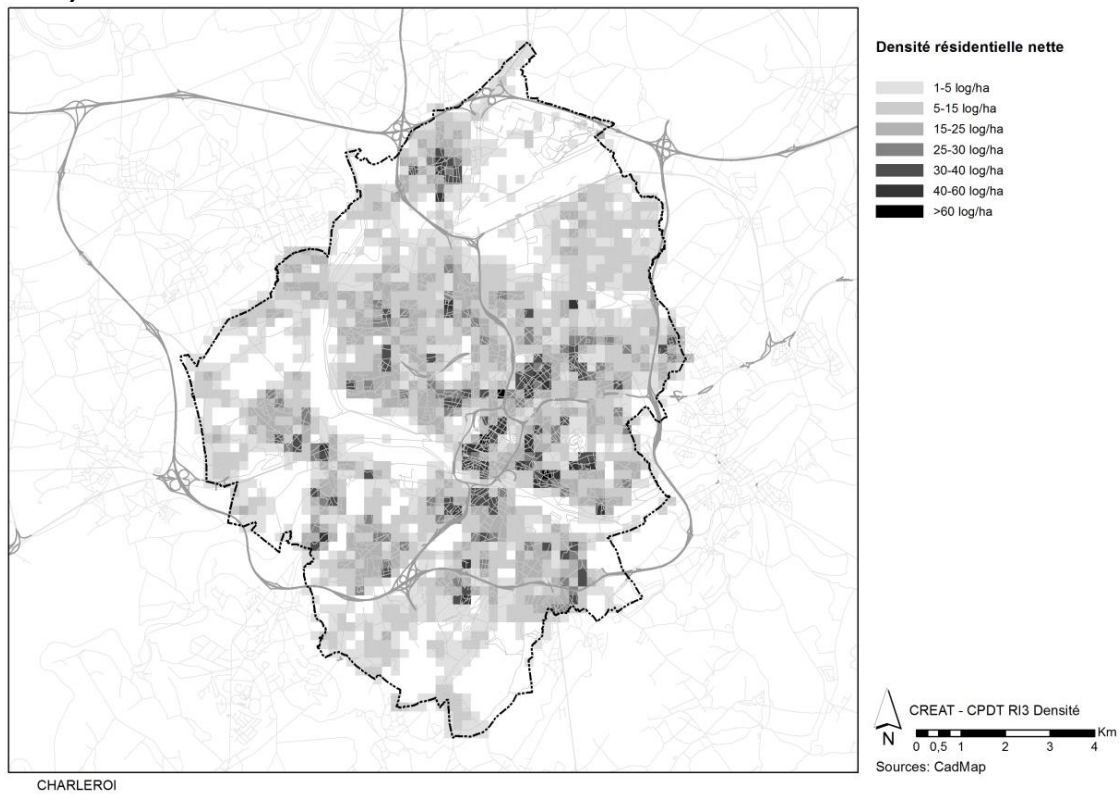 Densité résidentielle nette
1-5 log/ha
5-15 log/ha
15-25 log/ha
25-30 log/ha
30-40 log/ha
40-60 log/ha
>60 log/ha
CREAT - CPDT RI3 Densité
N
Km
0 0,5 1 2 3 4
Sources: CadMap
CHARLEROI